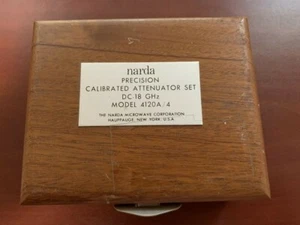 narda
PRECISION
CALIBRATED ATTENUATOR SET
DC-18 GHz
MODEL 4120A-4
THE NARDA MICROWAVE CORPORATION
HAUPPAUGE, NEW YORK U.S.A.